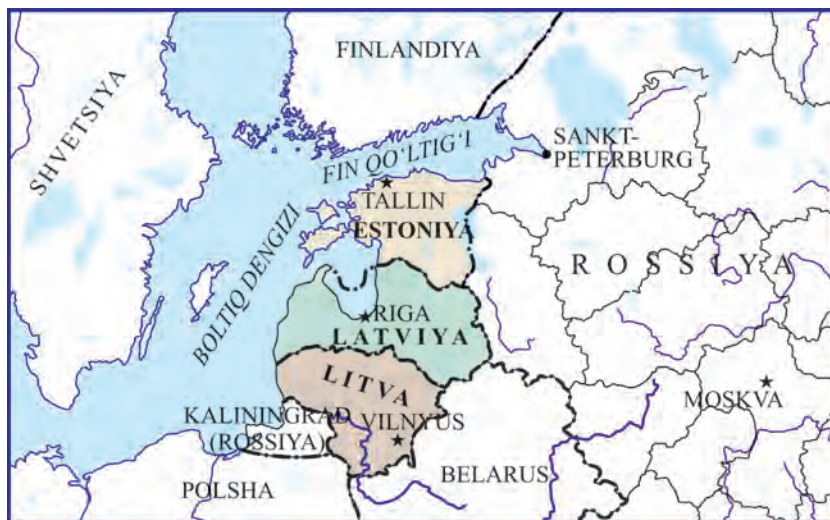 FINLANDIYA
SHVETSIYA
SANKT-
PETERBURG
FIN QO‘LTIG‘I
TALLIN
ESTONIYA
BOLTIQ DENGIZI
ROSSIYA
RIGA
LATVIYA
LITVA
MOSKVA
KALININGRAD
(ROSSIYA)
VILNYUS
BELARUS
POLSHA